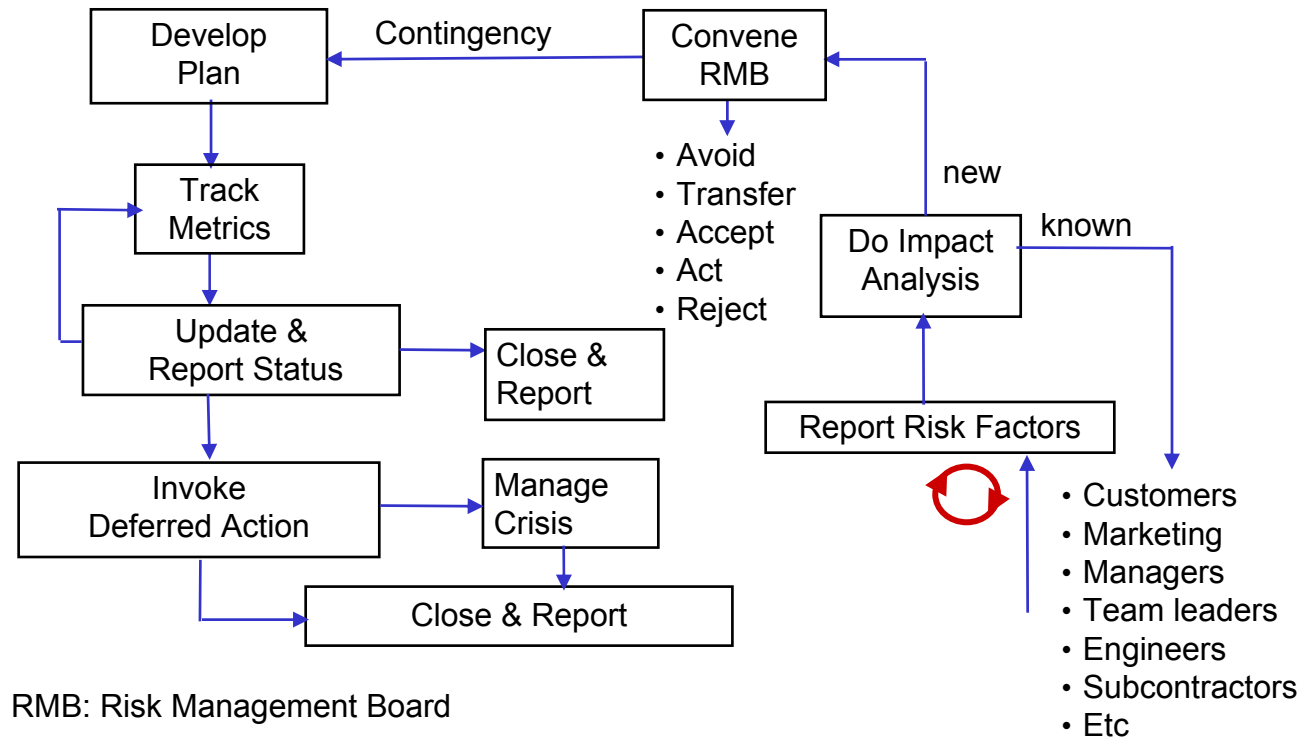 Develop
Plan
Contingency
Convene
RMB
• Avoid
• Transfer
• Accept
• Act
• Reject
new
known
Track
Metrics
Do Impact
Analysis
Update &
Report Status
Close &
Report
Report Risk Factors
Invoke
Deferred Action
Manage
Crisis
• Customers
• Marketing
• Managers
• Team leaders
• Engineers
• Subcontractors
• Etc
Close & Report
RMB: Risk Management Board